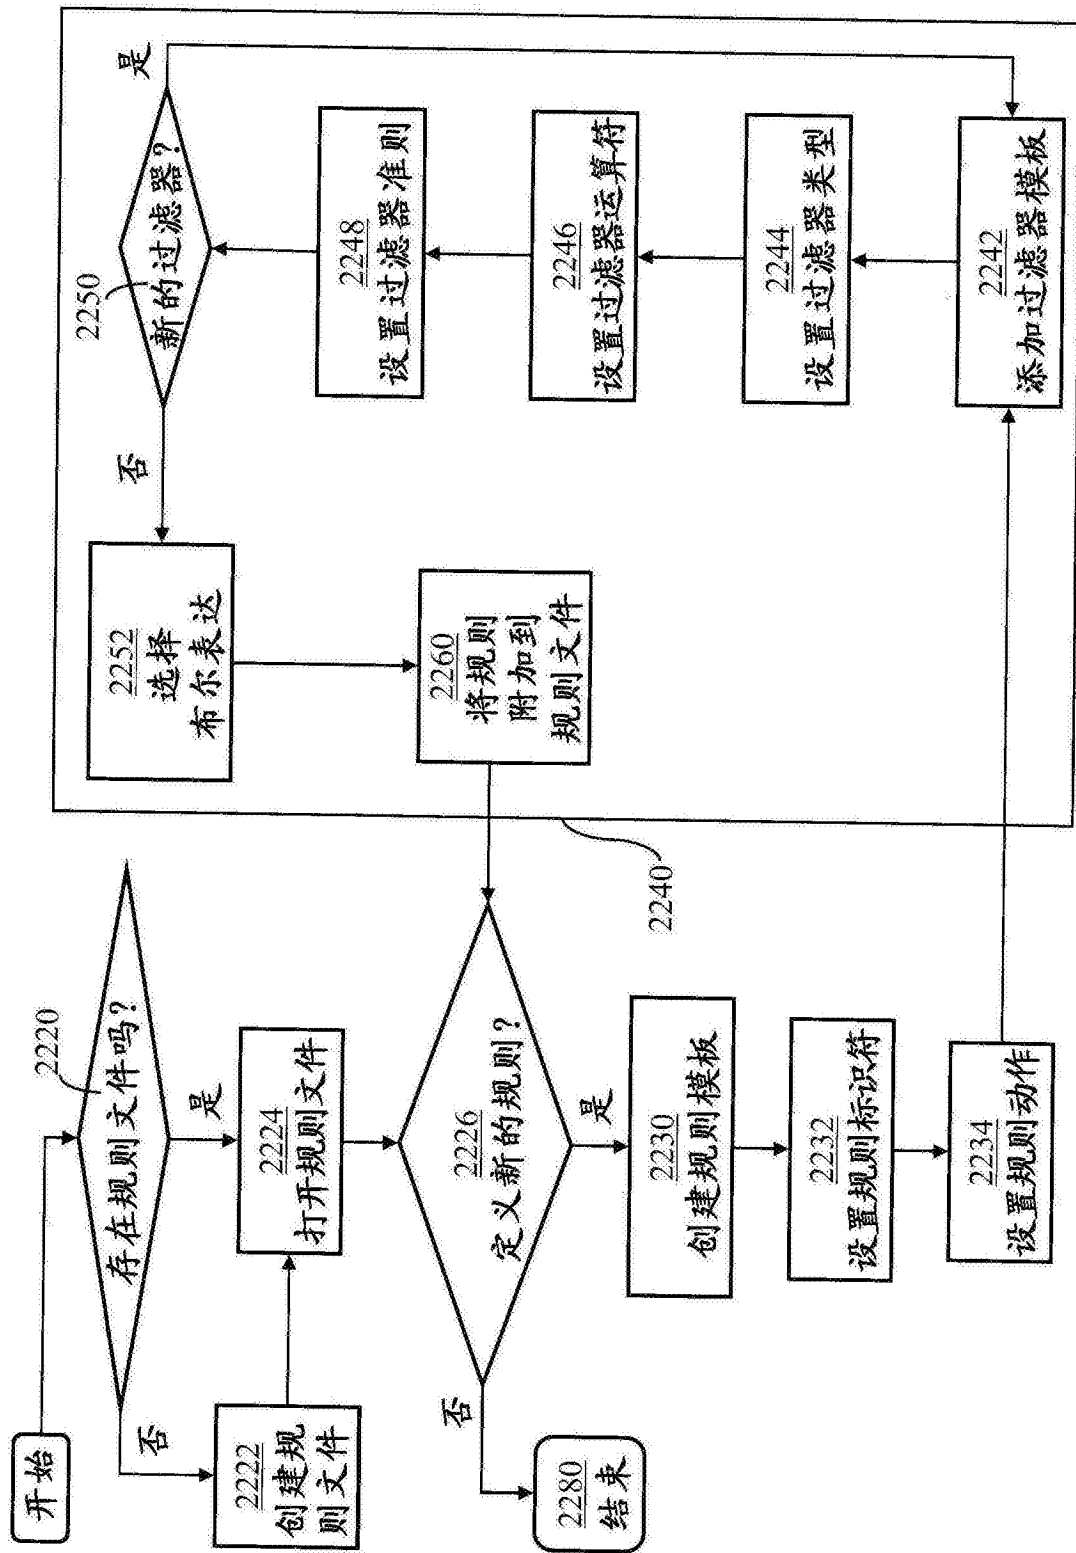 开始
2220
存在规则文件吗?
否
是
2222
创建规
则文件
2224
打开规则文件
2226
定义新的规则?
否
是
2280
结束
2230
创建规则模板
2232
设置规则标识符
2234
设置规则动作
2240
2242
添加过滤器模板
2244
设置过滤器类型
2246
设置过滤器运算符
2248
设置过滤器准则
2250
新的过滤器?
是
否
2252
选择
布尔表达
2260
将规则
附加到
规则文件